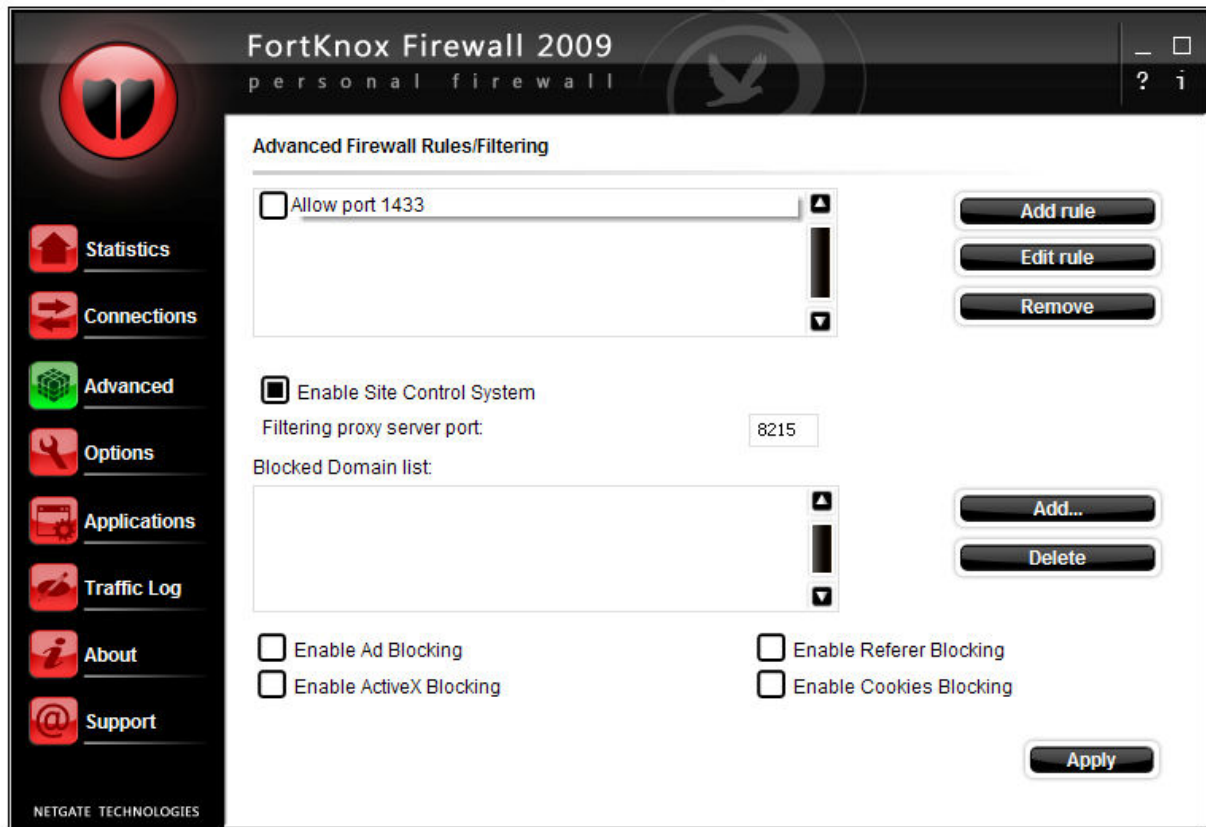 FortKnox Firewall 2009
personal firewall
? i
Advanced Firewall Rules/Filtering
Allow port 1433
Add rule
Edit rule
Remove
Statistics
Connections
Advanced
Options
Applications
Traffic Log
About
Support
Enable Site Control System
Filtering proxy server port: 8215
Blocked Domain list:
Add...
Delete
Enable Ad Blocking
Enable Referer Blocking
Enable ActiveX Blocking
Enable Cookies Blocking
Apply
NETGATE TECHNOLOGIES